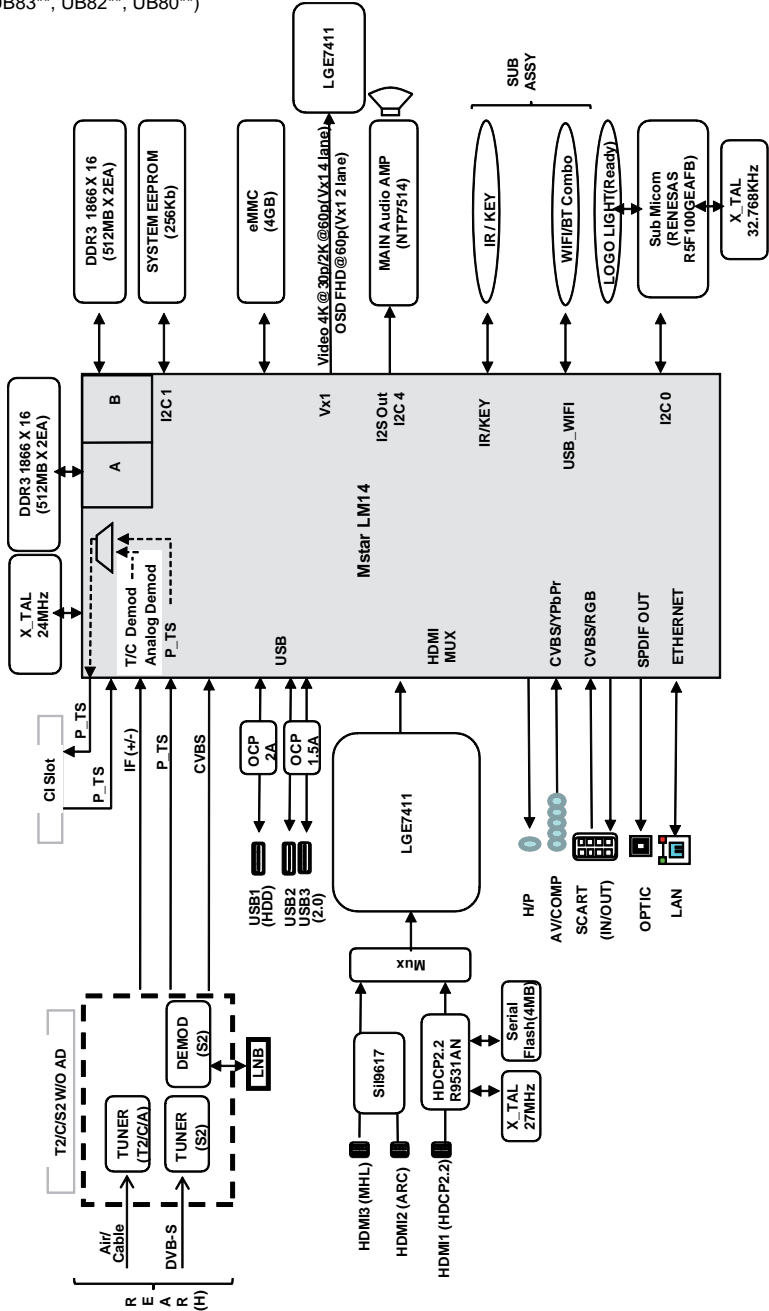 UB83**, UB82**, UB80**)
LGE7411
DDR3 1866 X 16
(512MB X 2EA)
SYSTEM EEPROM
(256Kb)
eMMC
(4GB)
Video 4K@30p/2K@60p(Vx1 4 lane)
OSD FHD@60p(Vx1 2 lane)
MAIN Audio AMP
(NTP7514)
SUB
ASSY
IR / KEY
WIFI/BT Combo
LOGO LIGHT(Ready)
Sub Micom
(RENESAS
R5F100GEAFB)
X_TAL
32.768KHz
DDR3 1866 X 16
(512MB X 2EA)
X_TAL
24MHz
A
B
I2C 1
Vx1
I2S Out
I2C 4
IR/KEY
USB_WIFI
I2C 0
Mstar LM14
T/C Demod
Analog Demod
P_TS
USB
HDMI
MUX
CVBS/YPbPr
CVBS/RGB
SPDIF OUT
ETHERNET
CI Slot
P_TS
P_TS
IF (+/-)
P_TS
CVBS
OCP
2A
OCP
1.5A
USB1
(HDD)
USB2
USB3
(2.0)
LGE7411
H/P
AV/COMP
SCART
(IN/OUT)
OPTIC
LAN
Mux
T2/C/S2 W/O AD
TUNER
(T2/C/A)
TUNER
(S2)
DEMOD
(S2)
LNB
Air/
Cable
DVB-S
R
E
A
R
(H)
SiI9617
HDCP2.2
R9531AN
Serial
Flash(4MB)
X_TAL
27MHz
HDMI3 (MHL)
HDMI2 (ARC)
HDMI1 (HDCP2.2)